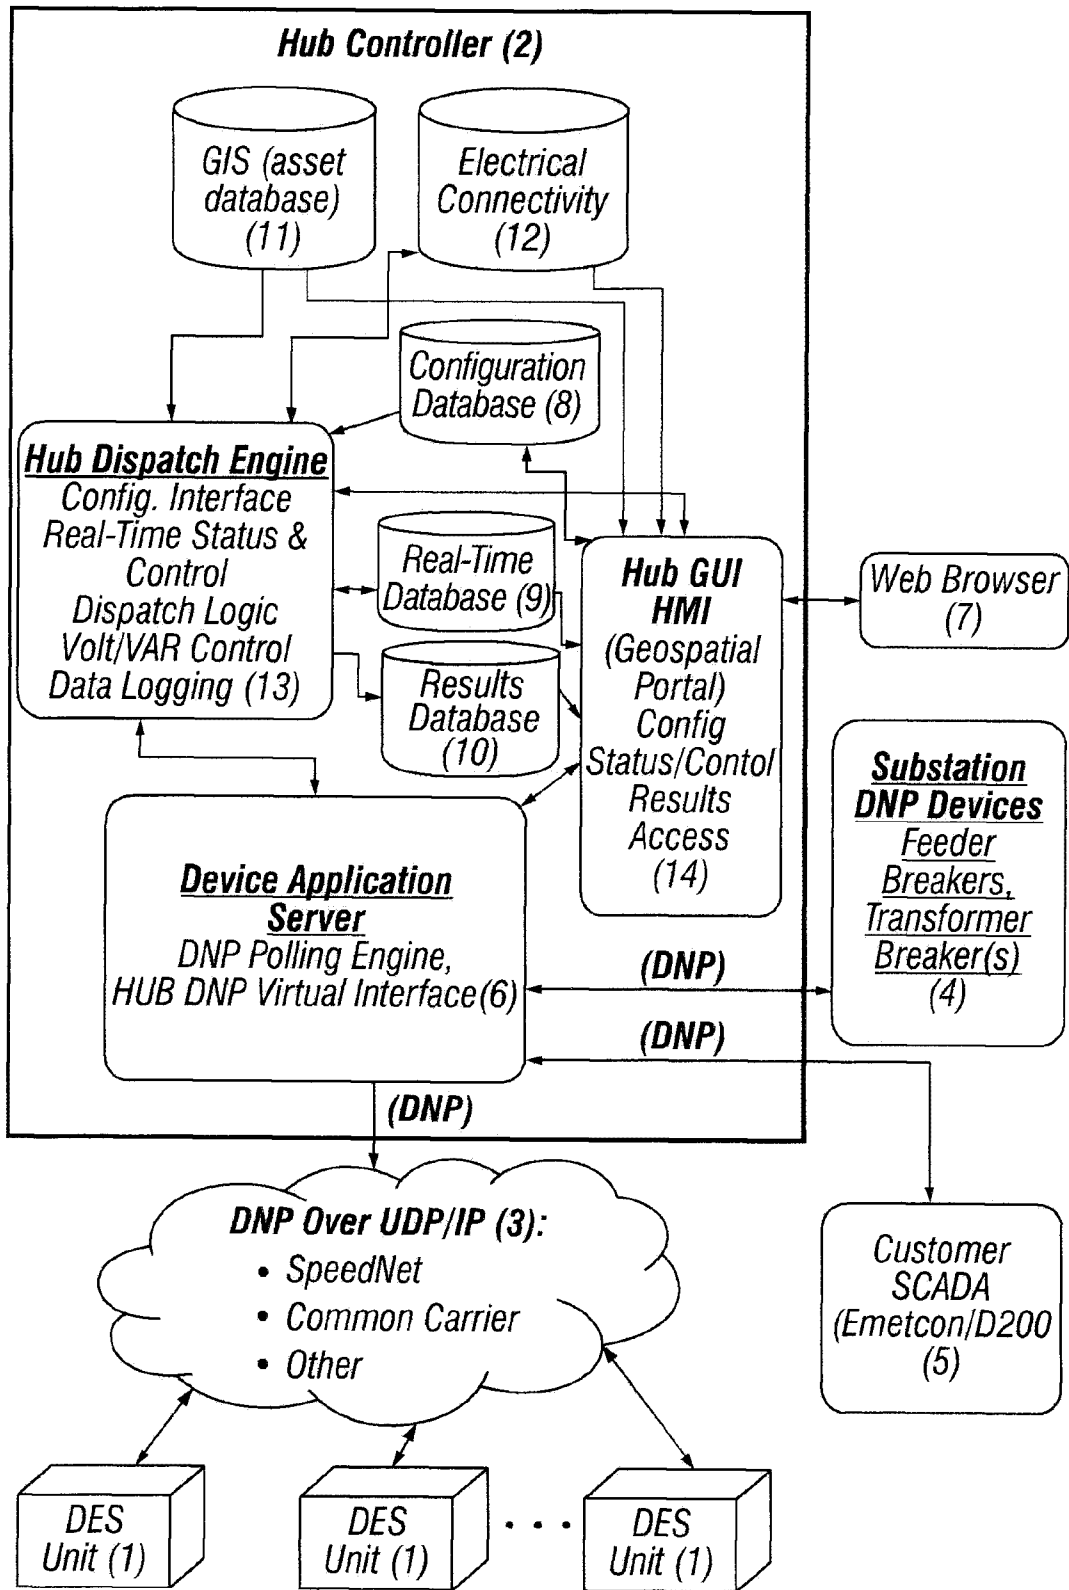 Hub Controller (2)
GIS (asset
database)
(11)
Electrical
Connectivity
(12)
Configuration
Database (8)
Hub Dispatch Engine
Config. Interface
Real-Time Status &
Control
Dispatch Logic
Volt/VAR Control
Data Logging (13)
Real-Time
Database (9)
Results
Database
(10)
Hub GUI
HMI
(Geospatial
Portal)
Config
Status/Contol
Results
Access
(14)
Web Browser
(7)
Substation
DNP Devices
Feeder
Breakers,
Transformer
Breaker(s)
(4)
Device Application
Server
DNP Polling Engine,
HUB DNP Virtual Interface(6)
(DNP)
(DNP)
(DNP)
DNP Over UDP/IP (3):
• SpeedNet
• Common Carrier
• Other
Customer
SCADA
(Emetcon/D200
(5)
DES
Unit (1)
DES
Unit (1)
• • •
DES
Unit (1)